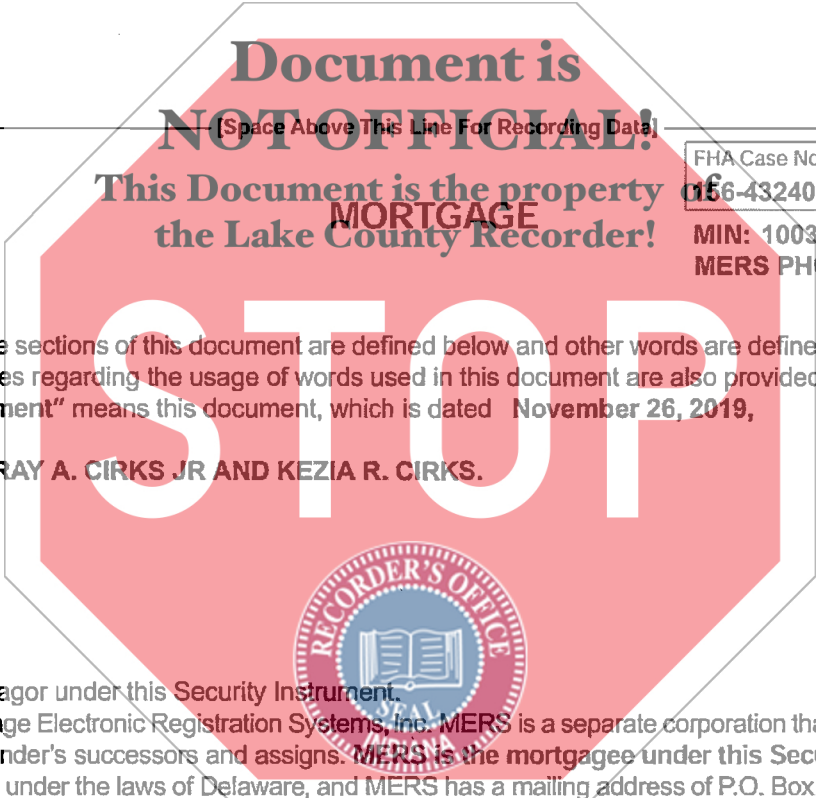 Document is
NOT OFFICIAL!
[Space Above This Line For Recording Data]
FHA Case No
This Document is the property of
156-43240
MORTGAGE
the Lake County Recorder!
MIN: 1003
MERS PHO
STOP
e sections of this document are defined below and other words are define
es regarding the usage of words used in this document are also provided
ment" means this document, which is dated November 26, 2019,
RAY A. CIRKS JR AND KEZIA R. CIRKS.
RECORDER'S OFFICE
SEAL
INDIANA
agor under this Security Instrument.
ge Electronic Registration Systems, Inc. MERS is a separate corporation tha
nder's successors and assigns. MERS is the mortgagee under this Secu
under the laws of Delaware, and MERS has a mailing address of P.O. Box